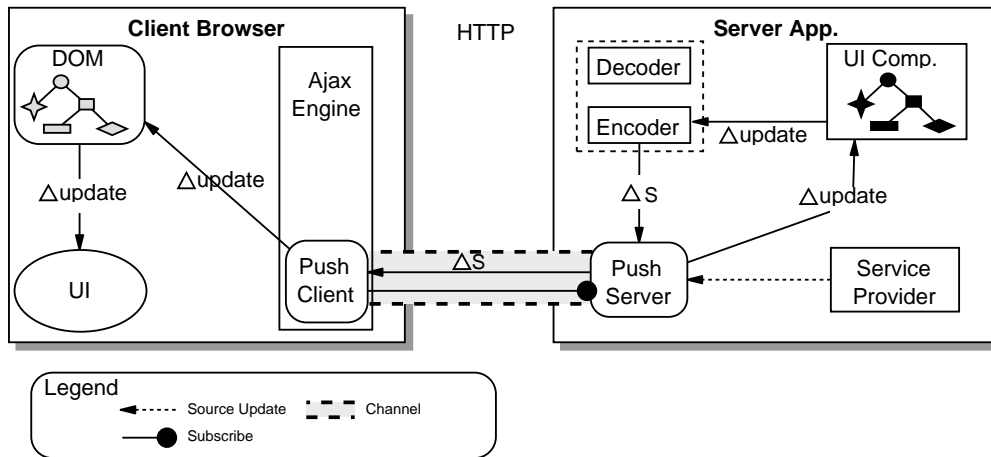 Client Browser
HTTP
Server App.
DOM
Ajax
Engine
Decoder
UI Comp.
Encoder
△update
△update
△update
△S
△update
UI
Push
Client
△S
Push
Server
Service
Provider
Legend
Source Update
Channel
Subscribe